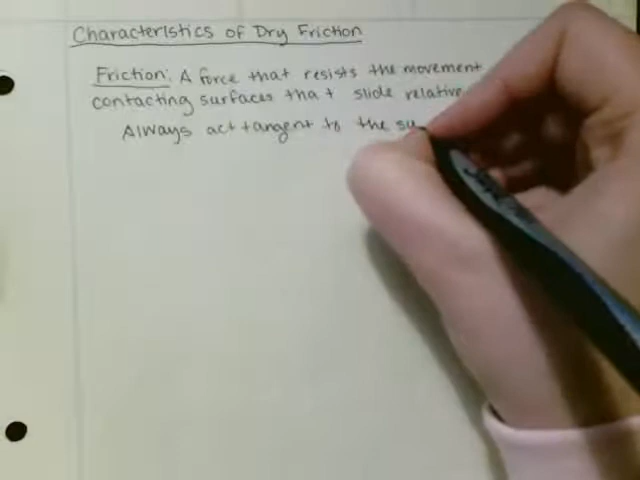 Characteristics of Dry Friction
Friction: A force that resists the movement
contacting surfaces that slide relative
Always act tangent to the su